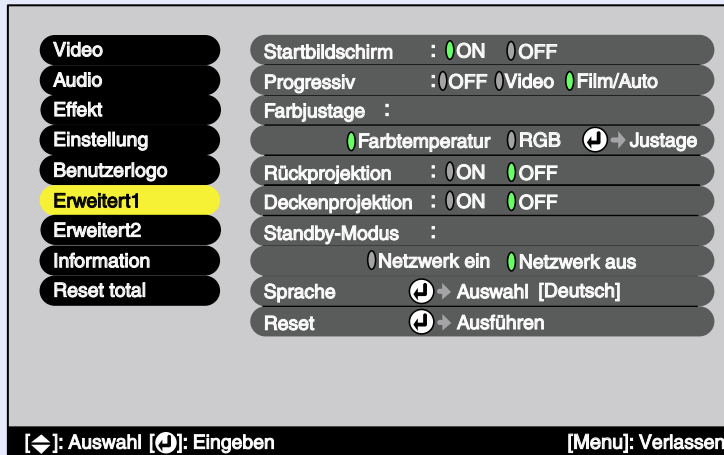 Video
Audio
Effekt
Einstellung
Benutzerlogo
Erweitert1
Erweitert2
Information
Reset total
Startbildschirm : ON OFF
Progressiv : OFF Video Film/Auto
Farbjustage :
Farbtemperatur RGB Justage
Rückprojektion : ON OFF
Deckenprojektion : ON OFF
Standby-Modus :
Netzwerk ein Netzwerk aus
Sprache Auswahl [Deutsch]
Reset Ausführen
[ ]: Auswahl [ ]: Eingeben [Menu]: Verlassen